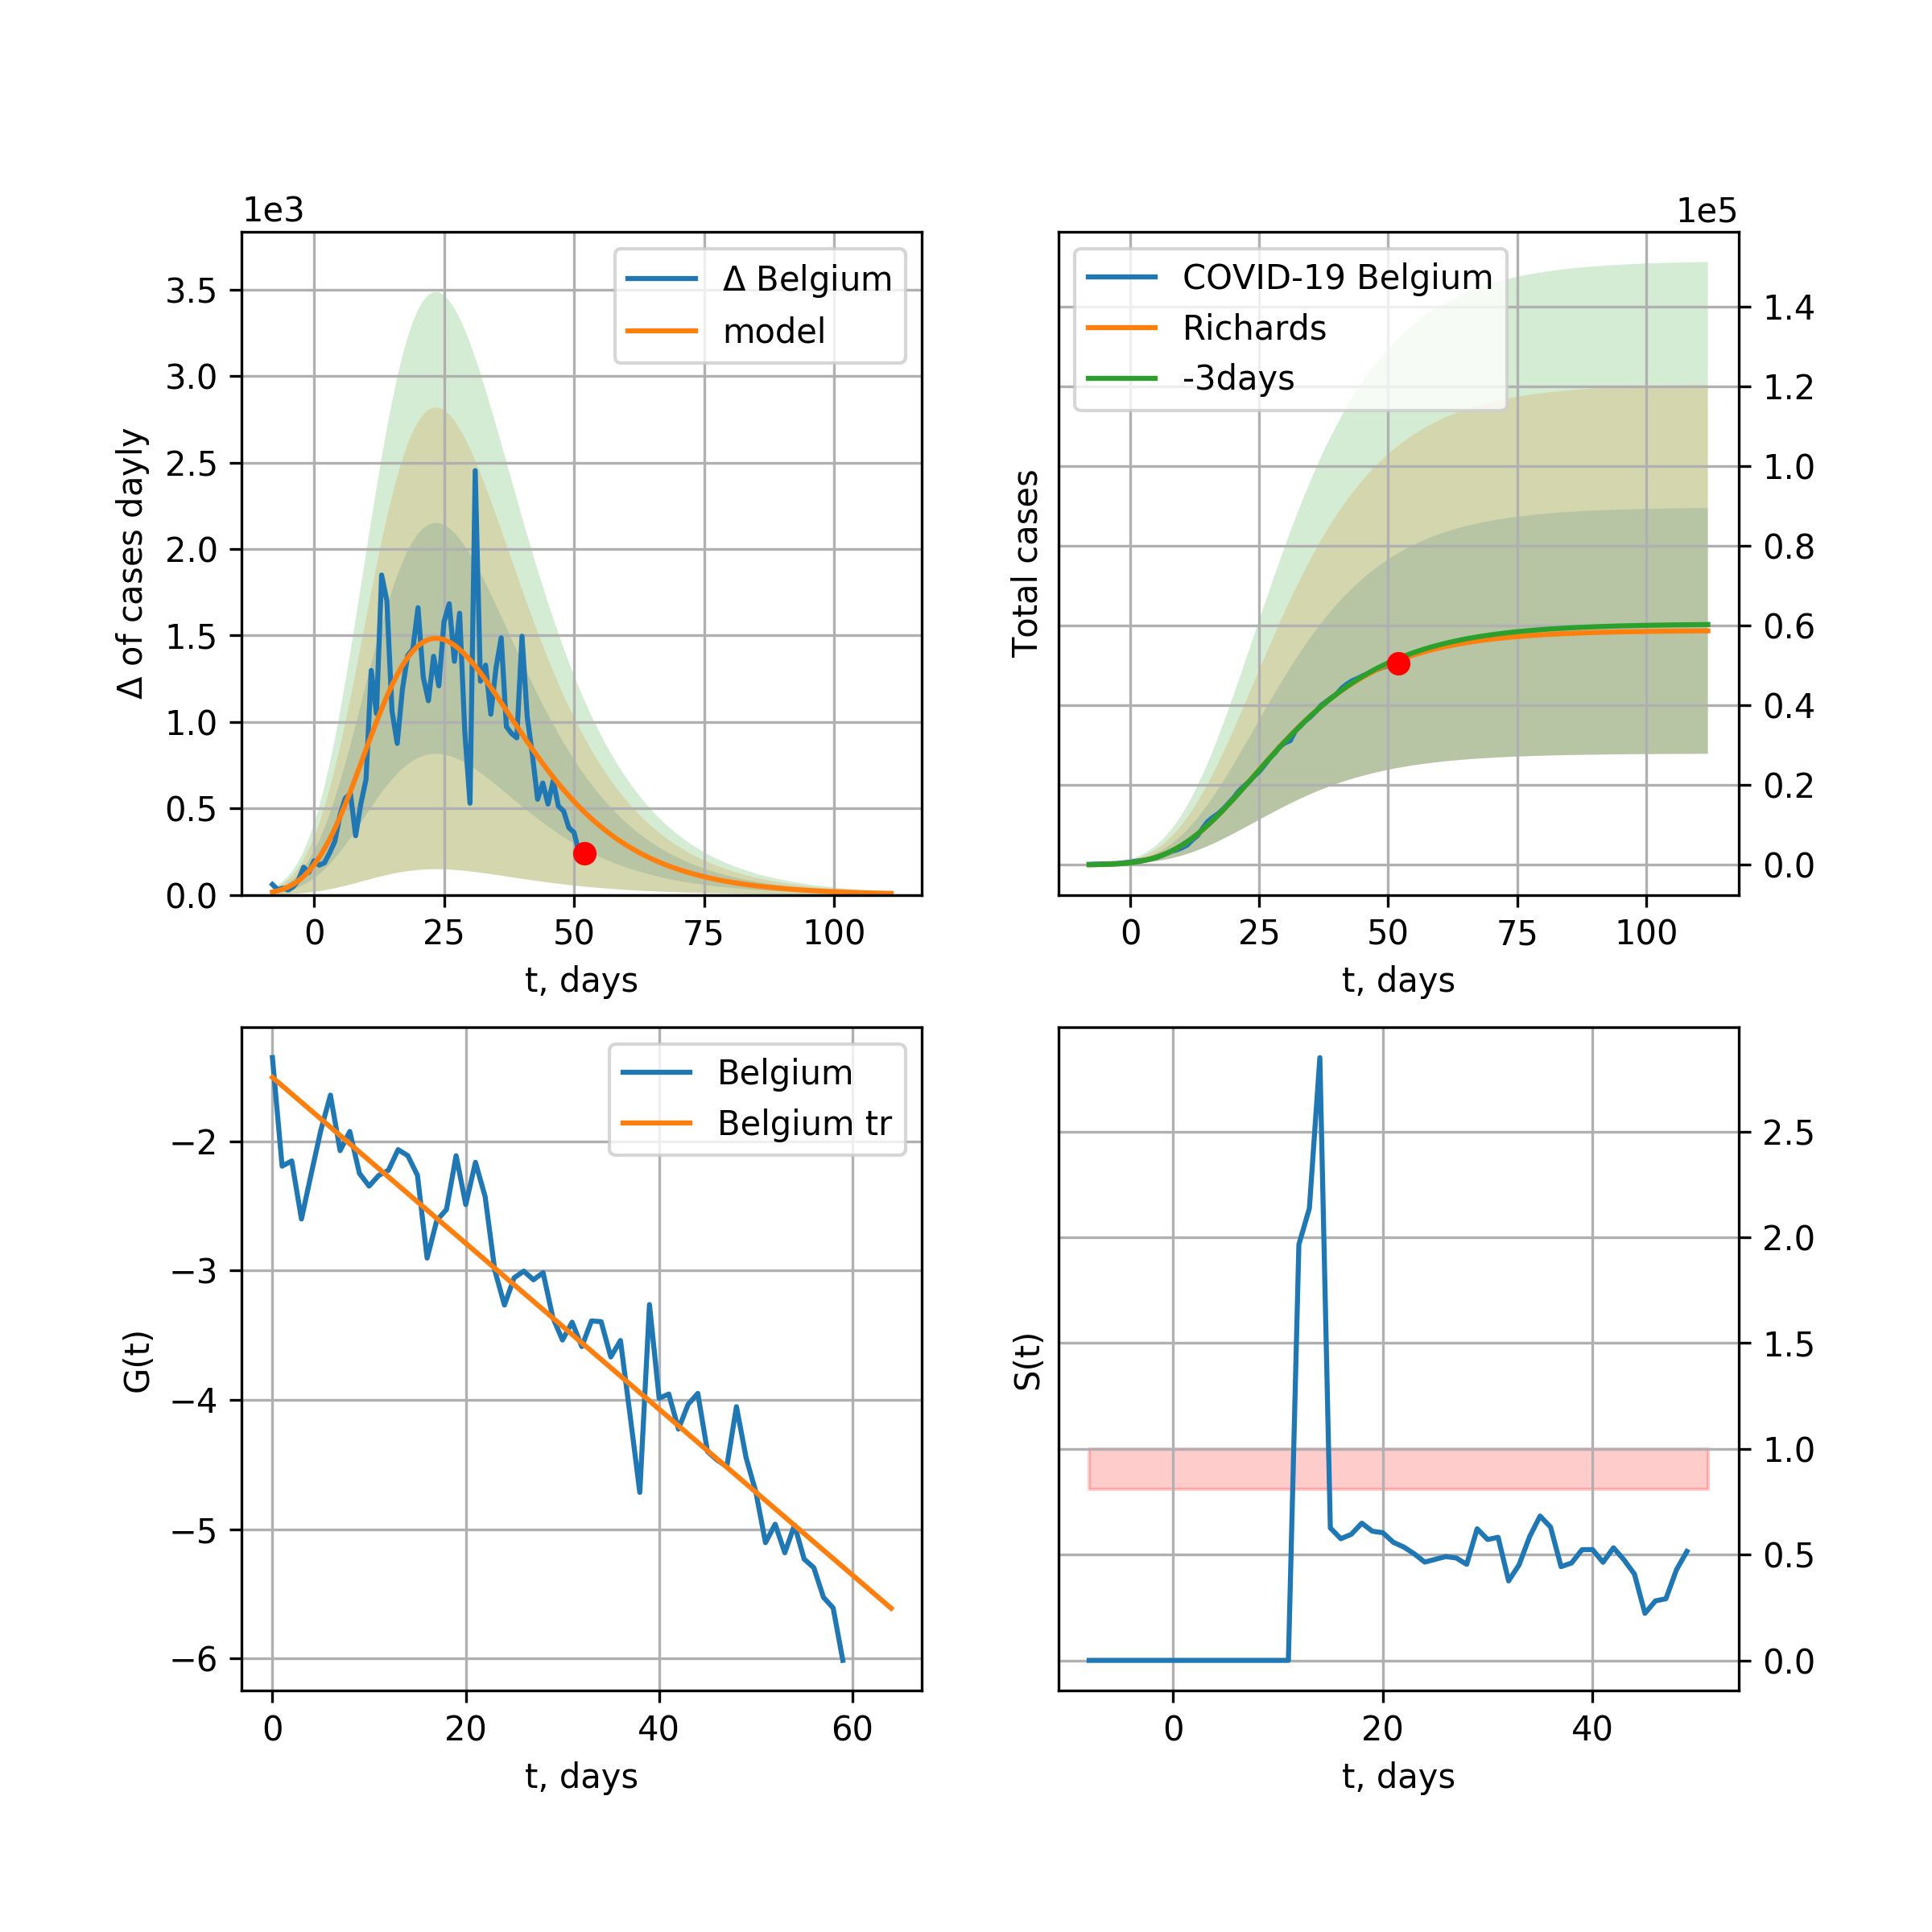 1e3
3.5
3.0
2.5
2.0
1.5
1.0
0.5
0.0
Δ of cases dayly
Δ Belgium
model
0 25 50 75 100
t, days
1e5
COVID-19 Belgium
Richards
-3days
Total cases
1.4
1.2
1.0
0.8
0.6
0.4
0.2
0.0
0 25 50 75 100
t, days
Belgium
Belgium tr
G(t)
−2
−3
−4
−5
−6
0 20 40 60
t, days
S(t)
2.5
2.0
1.5
1.0
0.5
0.0
0 20 40
t, days